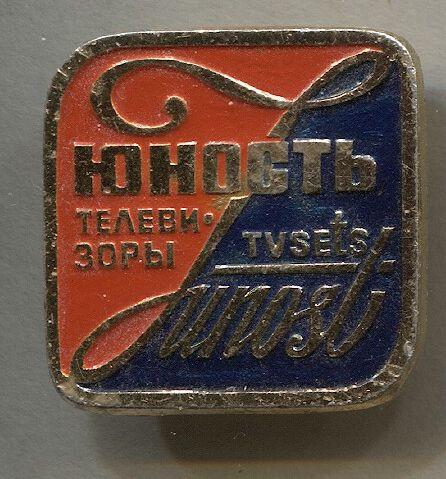 ЮНОСТЬ
ТЕЛЕВИ·
ЗОРЫ
TVSETS
Junost